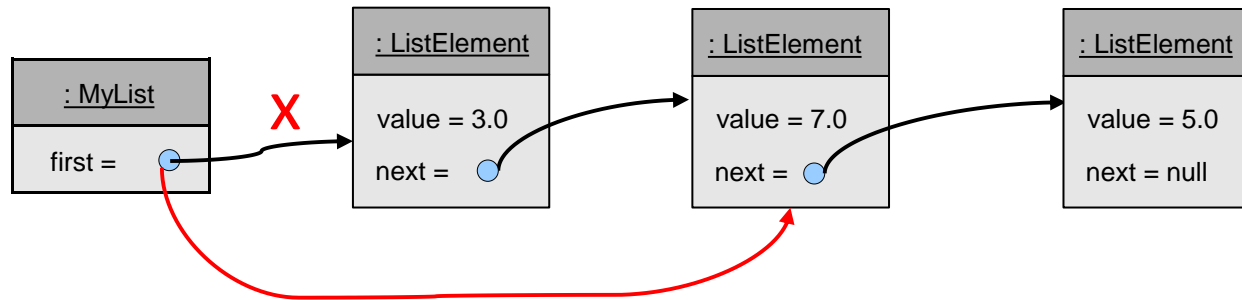 : MyList
first =
X
: ListElement
value = 3.0
next =
: ListElement
value = 7.0
next =
: ListElement
value = 5.0
next = null